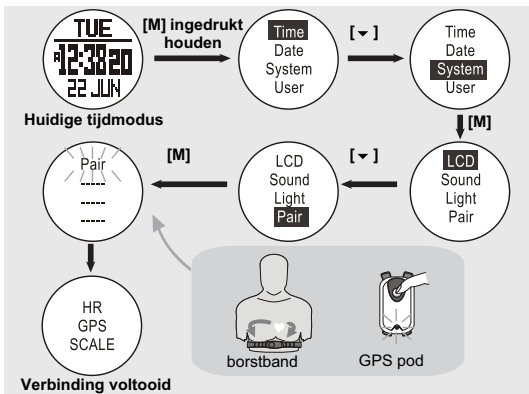 TUE
A12:38 20
22 JUN
Huidige tijdmodus
[M] ingedrukt
houden
Time
Date
System
User
[▼]
Time
Date
System
User
[M]
LCD
Sound
Light
Pair
[▼]
LCD
Sound
Light
Pair
[M]
Pair
-----
-----
-----
HR
GPS
SCALE
Verbinding voltooid
borstband
GPS pod